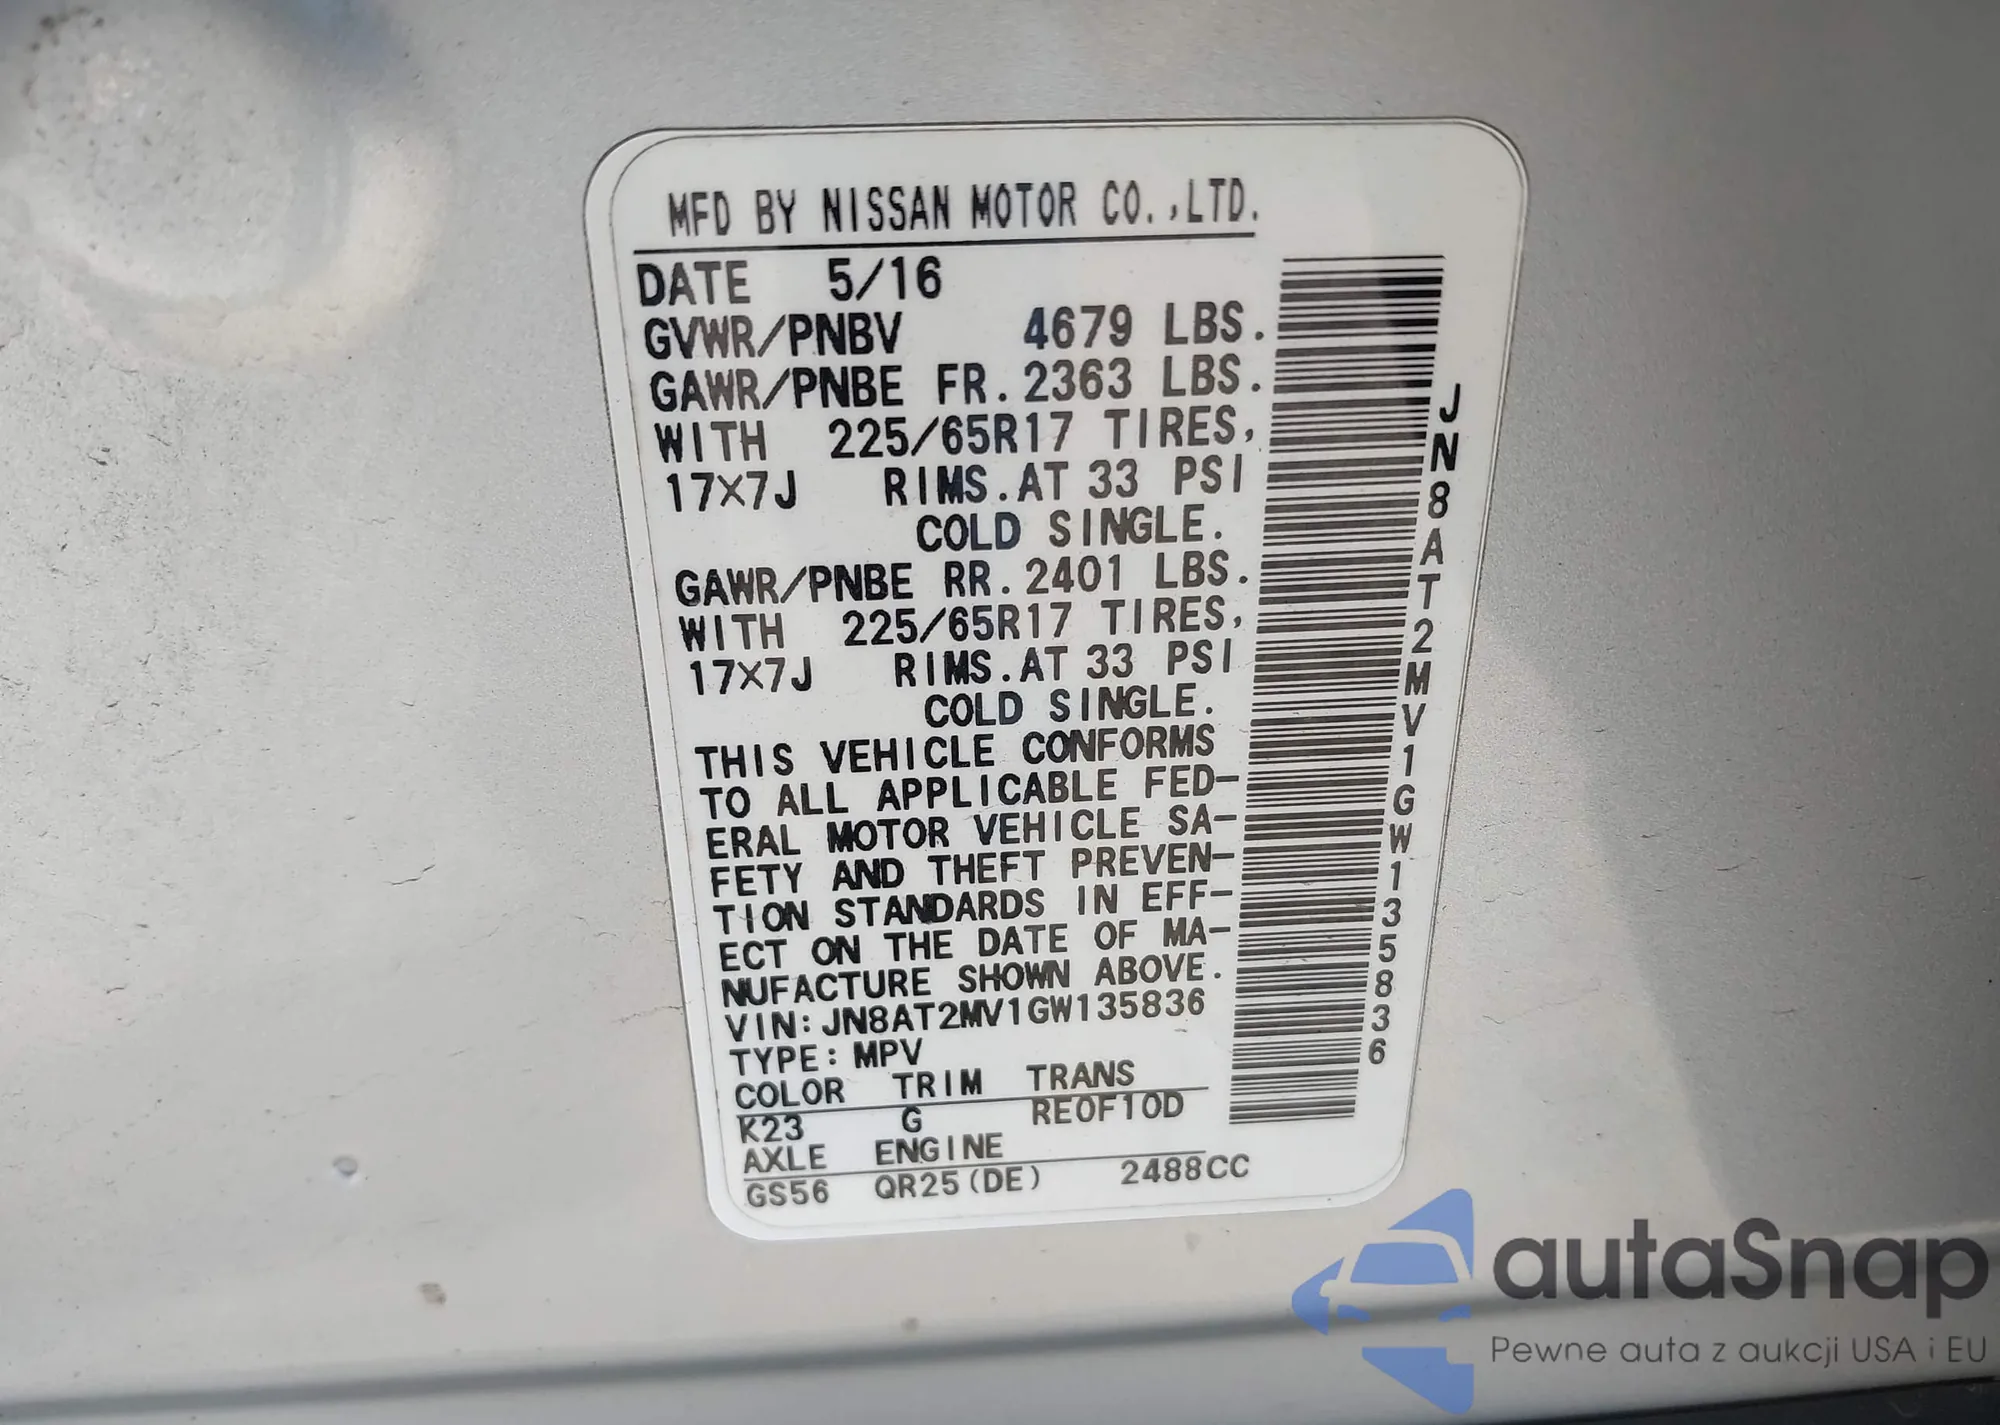 MFD BY NISSAN MOTOR CO.,LTD.
DATE 5/16
GVWR/PNBV 4679 LBS.
GAWR/PNBE FR. 2363 LBS.
WITH 225/65R17 TIRES,
17X7J RIMS.AT 33 PSI
COLD SINGLE.
GAWR/PNBE RR. 2401 LBS.
WITH 225/65R17 TIRES,
17X7J RIMS.AT 33 PSI
COLD SINGLE.
THIS VEHICLE CONFORMS
TO ALL APPLICABLE FED-
ERAL MOTOR VEHICLE SA-
FETY AND THEFT PREVEN-
TION STANDARDS IN EFF-
ECT ON THE DATE OF MA-
NUFACTURE SHOWN ABOVE.
VIN:JN8AT2MV1GW135836
TYPE:MPV
COLOR TRIM TRANS
K23 G RE0F10D
AXLE ENGINE
GS56 QR25(DE) 2488CC
JN8AT2MV1GW135836
autaSnap
Pewne auta z aukcji USA i EU